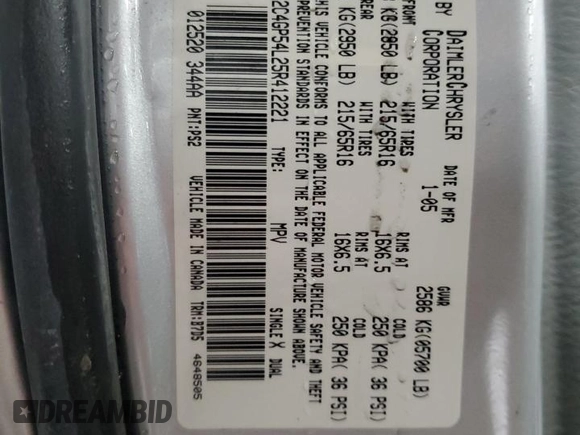 BY DAIMLERCHRYSLER
CORPORATION
DATE OF MFR
1-05
GVWR
2586 KG(05700 LB)
FRONT
WITH TIRES
RIMS AT
COLD
KG(2850 LB)
215/65R16
16X6.5
250 KPA( 36 PSI)
REAR
WITH TIRES
RIMS AT
COLD
KG(2950 LB)
215/65R16
16X6.5
250 KPA( 36 PSI)
THIS VEHICLE CONFORMS TO ALL APPLICABLE FEDERAL MOTOR VEHICLE SAFETY AND THEFT
PREVENTION STANDARDS IN EFFECT ON THE DATE OF MANUFACTURE SHOWN ABOVE.
2C4GP54L25R412221 TYPE: MPV SINGLE X DUAL
012520 344AA PNT:PS2 VEHICLE MADE IN CANADA TRM:B7D5
4648505
DREAMBID